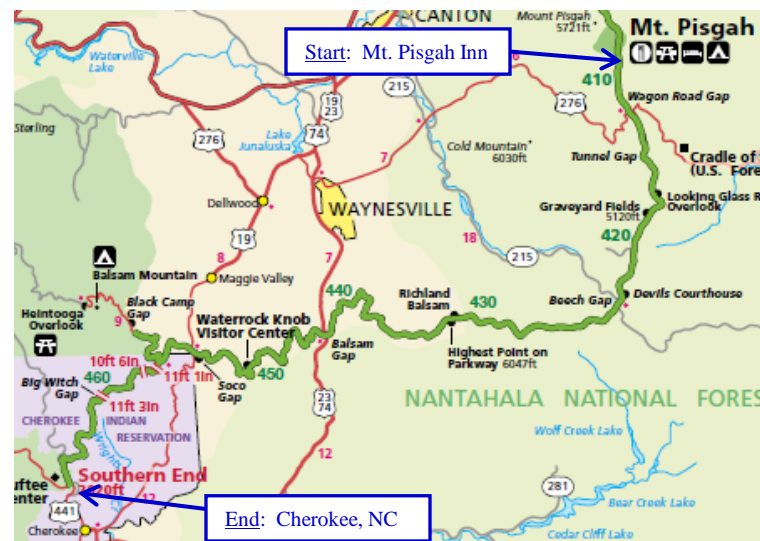 CANTON
Mount Pisgah
5721ft
Mt. Pisgah
Start: Mt. Pisgah Inn
Waterville
Lake
410
215
276
Wagon Road Gap
19
23
74
Sterling
276
Lake
Junaluska
7
Cold Mountain
6030ft
Tunnel Gap
Cradle of
(U.S. Fore
Dellwood
WAYNESVILLE
Looking Glass R
Overlook
Graveyard Fields
5120ft
420
19
18
215
8
7
Balsam Mountain
Maggie Valley
440
Richland
Balsam
430
Beech Gap
Devils Courthouse
Black Camp
Gap
Heintooga
Overlook
9
Waterrock Knob
Visitor Center
Balsam
Gap
Highest Point on
Parkway 6047ft
10ft 6in
11ft 1in
Soco
Gap
450
Big Witch
Gap
460
11ft 3in
23
74
NANTAHALA NATIONAL FORES
CHEROKEE INDIAN
RESERVATION
Wolf Creek Lake
12
uftee
enter
Southern End
2020ft
12
281
Bear Creek Lake
441
End: Cherokee, NC
Cherokee
Cedar Cliff Lake